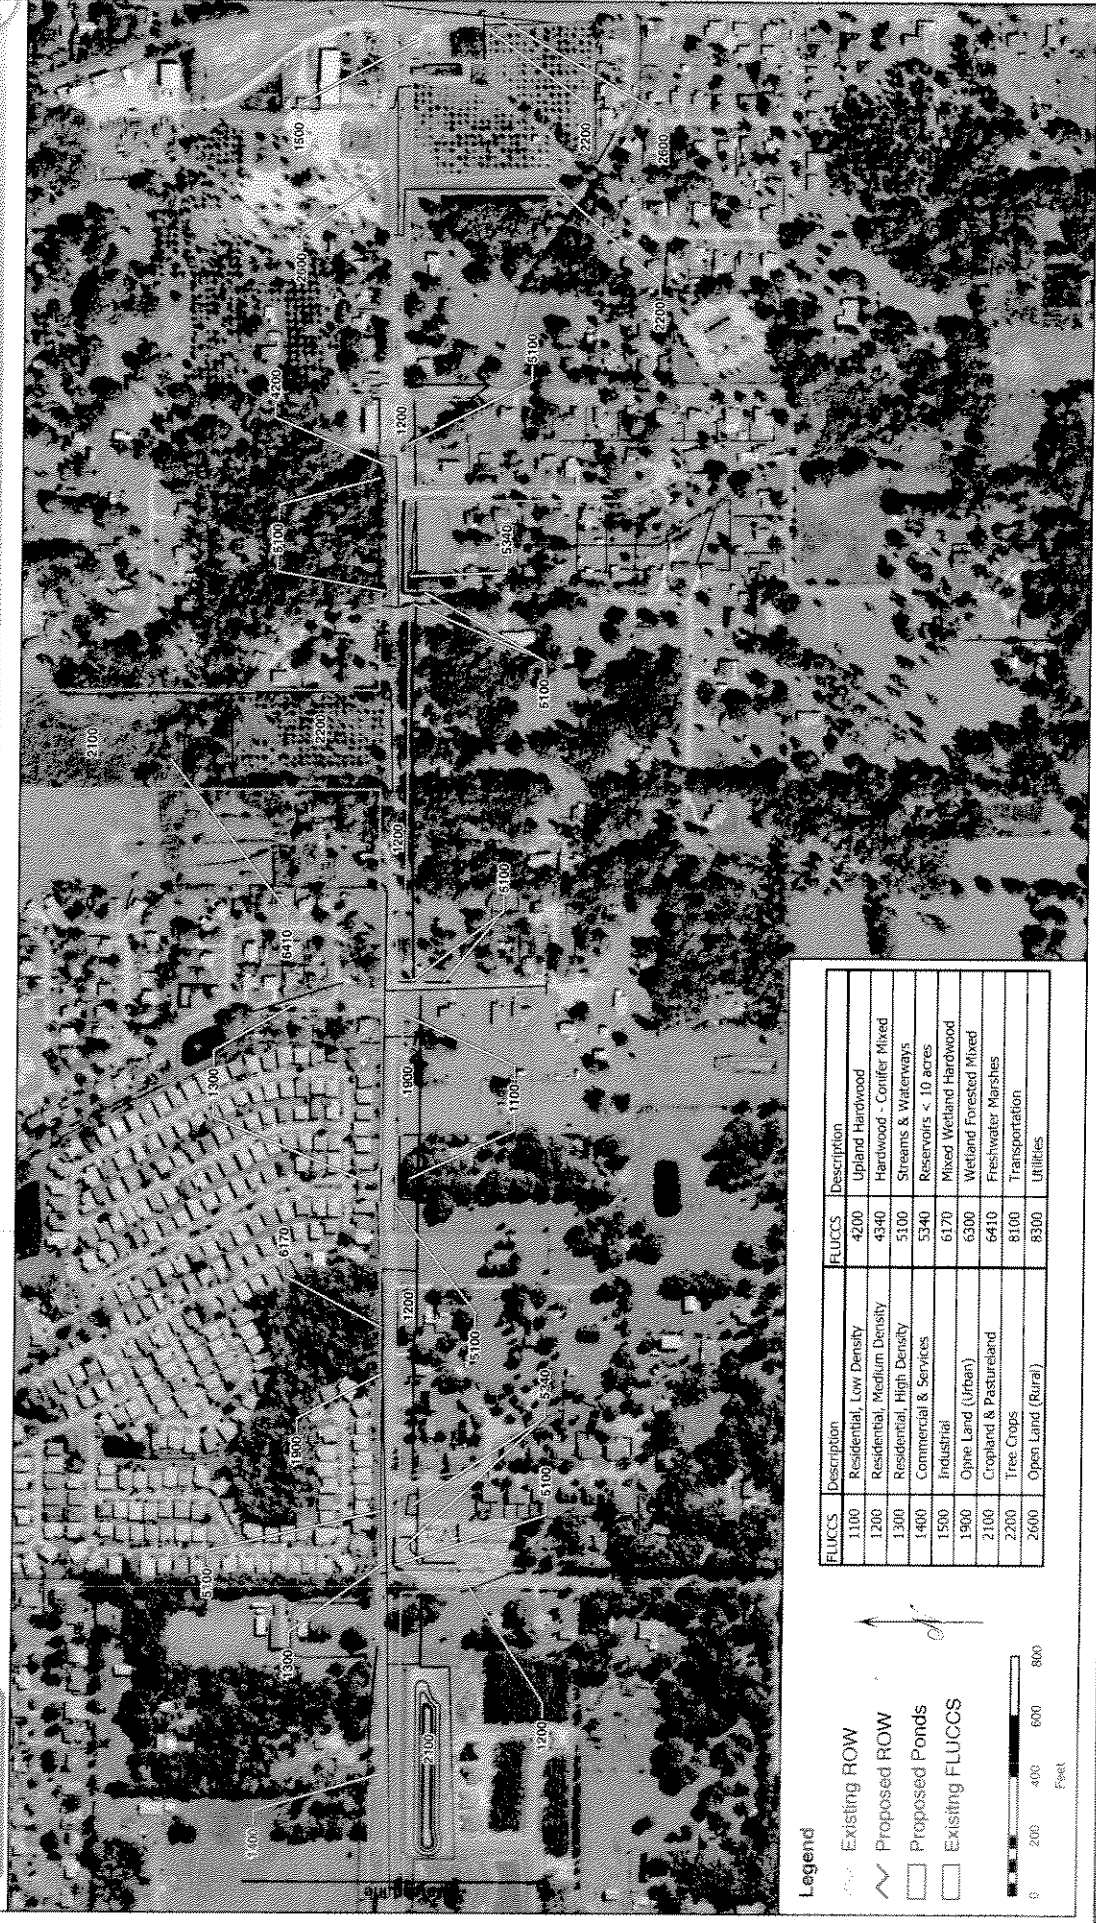 1500
2600
4200
5100
2100
2200
6410
1300
6170
1900
5100
1300
1400
2200
2600
2200
5100
1200
5340
5100
1200
5100
1900
1100
1200
5100
5340
5100
1200
2100
Legend
Existing ROW
Proposed ROW
Proposed Ponds
Exisitng FLUCCS
N
0 200 400 600 800
Feet
FLUCCS Description FLUCCS Description
1100 Residential, Low Density 4200 Upland Hardwood
1200 Residential, Medium Density 4340 Hardwood - Conifer Mixed
1300 Residential, High Density 5100 Streams & Waterways
1400 Commercial & Services 5340 Reservoirs < 10 acres
1500 Industrial 6170 Mixed Wetland Hardwood
1900 Opne Land (Urban) 6300 Wetland Forested Mixed
2100 Cropland & Pastureland 6410 Freshwater Marshes
2200 Tree Crops 8100 Transportation
2600 Open Land (Rural) 8300 Utilities